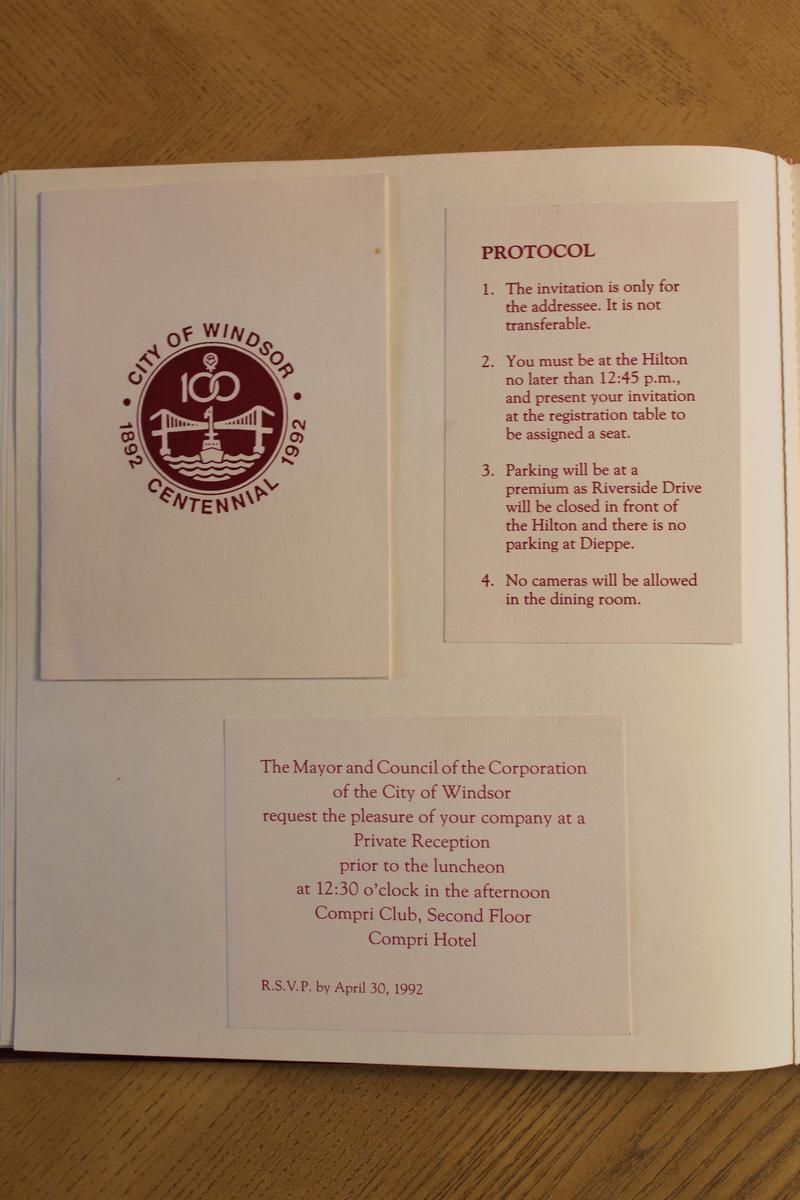 CITY OF WINDSOR
100
1892
1992
CENTENNIAL
PROTOCOL
1. The invitation is only for
the addressee. It is not
transferable.
2. You must be at the Hilton
no later than 12:45 p.m.,
and present your invitation
at the registration table to
be assigned a seat.
3. Parking will be at a
premium as Riverside Drive
will be closed in front of
the Hilton and there is no
parking at Dieppe.
4. No cameras will be allowed
in the dining room.
The Mayor and Council of the Corporation
of the City of Windsor
request the pleasure of your company at a
Private Reception
prior to the luncheon
at 12:30 o'clock in the afternoon
Compri Club, Second Floor
Compri Hotel
R.S.V.P. by April 30, 1992